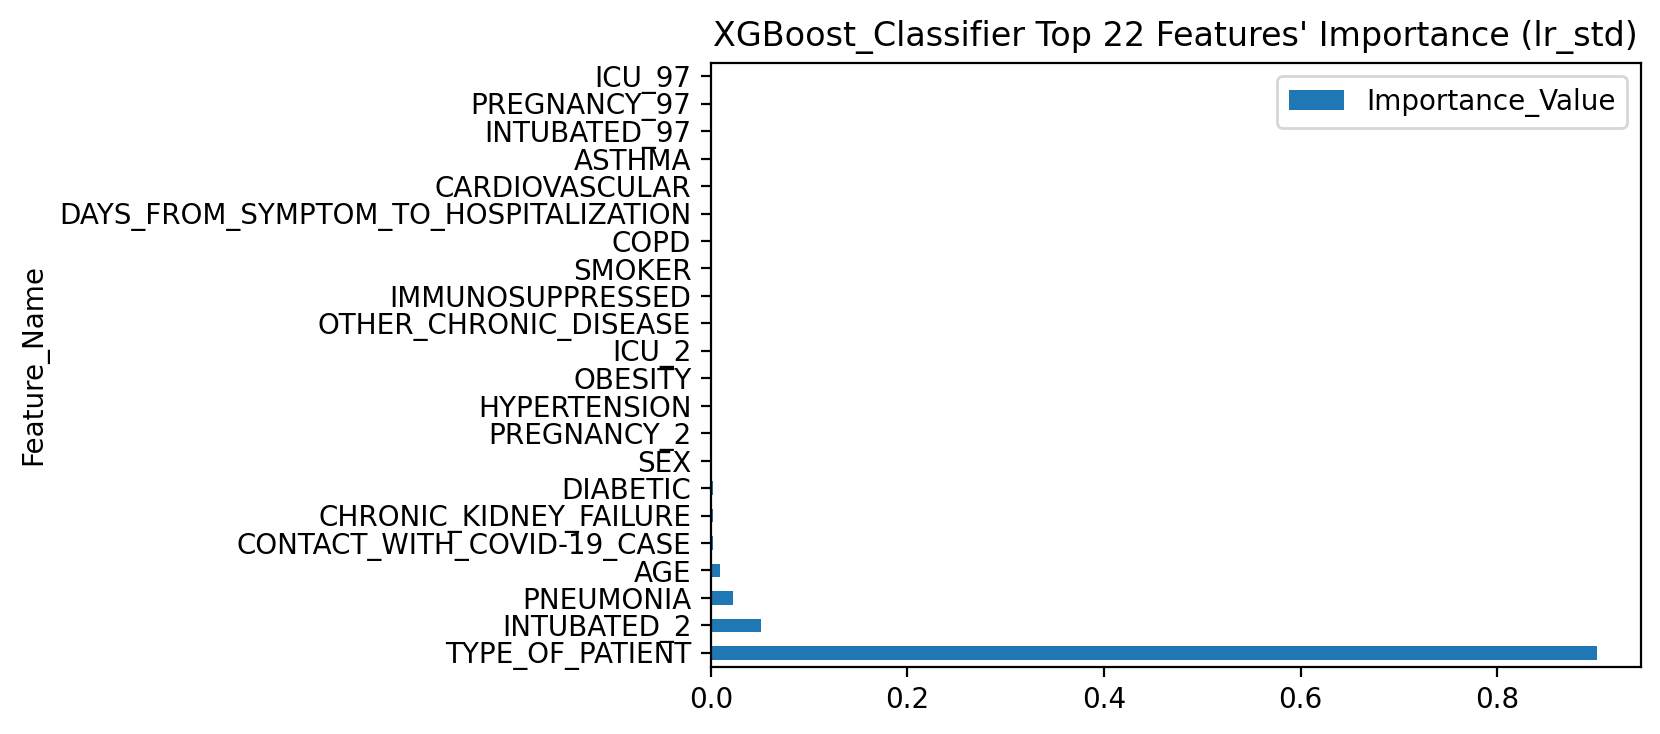 XGBoost_Classifier Top 22 Features' Importance (lr_std)
Importance_Value
Feature_Name
ICU_97
PREGNANCY_97
INTUBATED_97
ASTHMA
CARDIOVASCULAR
DAYS_FROM_SYMPTOM_TO_HOSPITALIZATION
COPD
SMOKER
IMMUNOSUPPRESSED
OTHER_CHRONIC_DISEASE
ICU_2
OBESITY
HYPERTENSION
PREGNANCY_2
SEX
DIABETIC
CHRONIC_KIDNEY_FAILURE
CONTACT_WITH_COVID-19_CASE
AGE
PNEUMONIA
INTUBATED_2
TYPE_OF_PATIENT
0.0 0.2 0.4 0.6 0.8